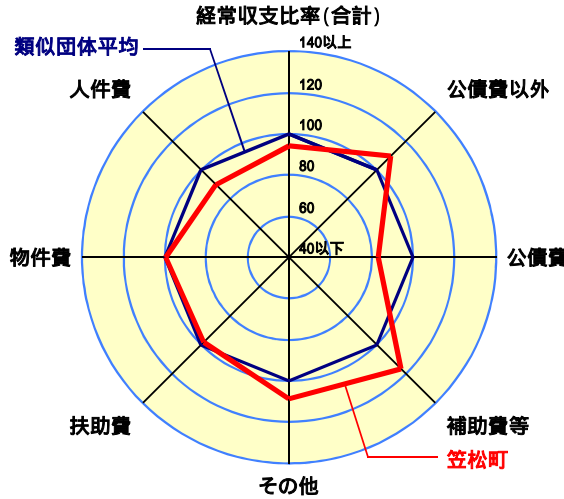 経常収支比率(合計)
類似団体平均
140以上
人件費
120
公債費以外
100
80
60
40以下
物件費
公債費
扶助費
補助費等
笠松町
その他